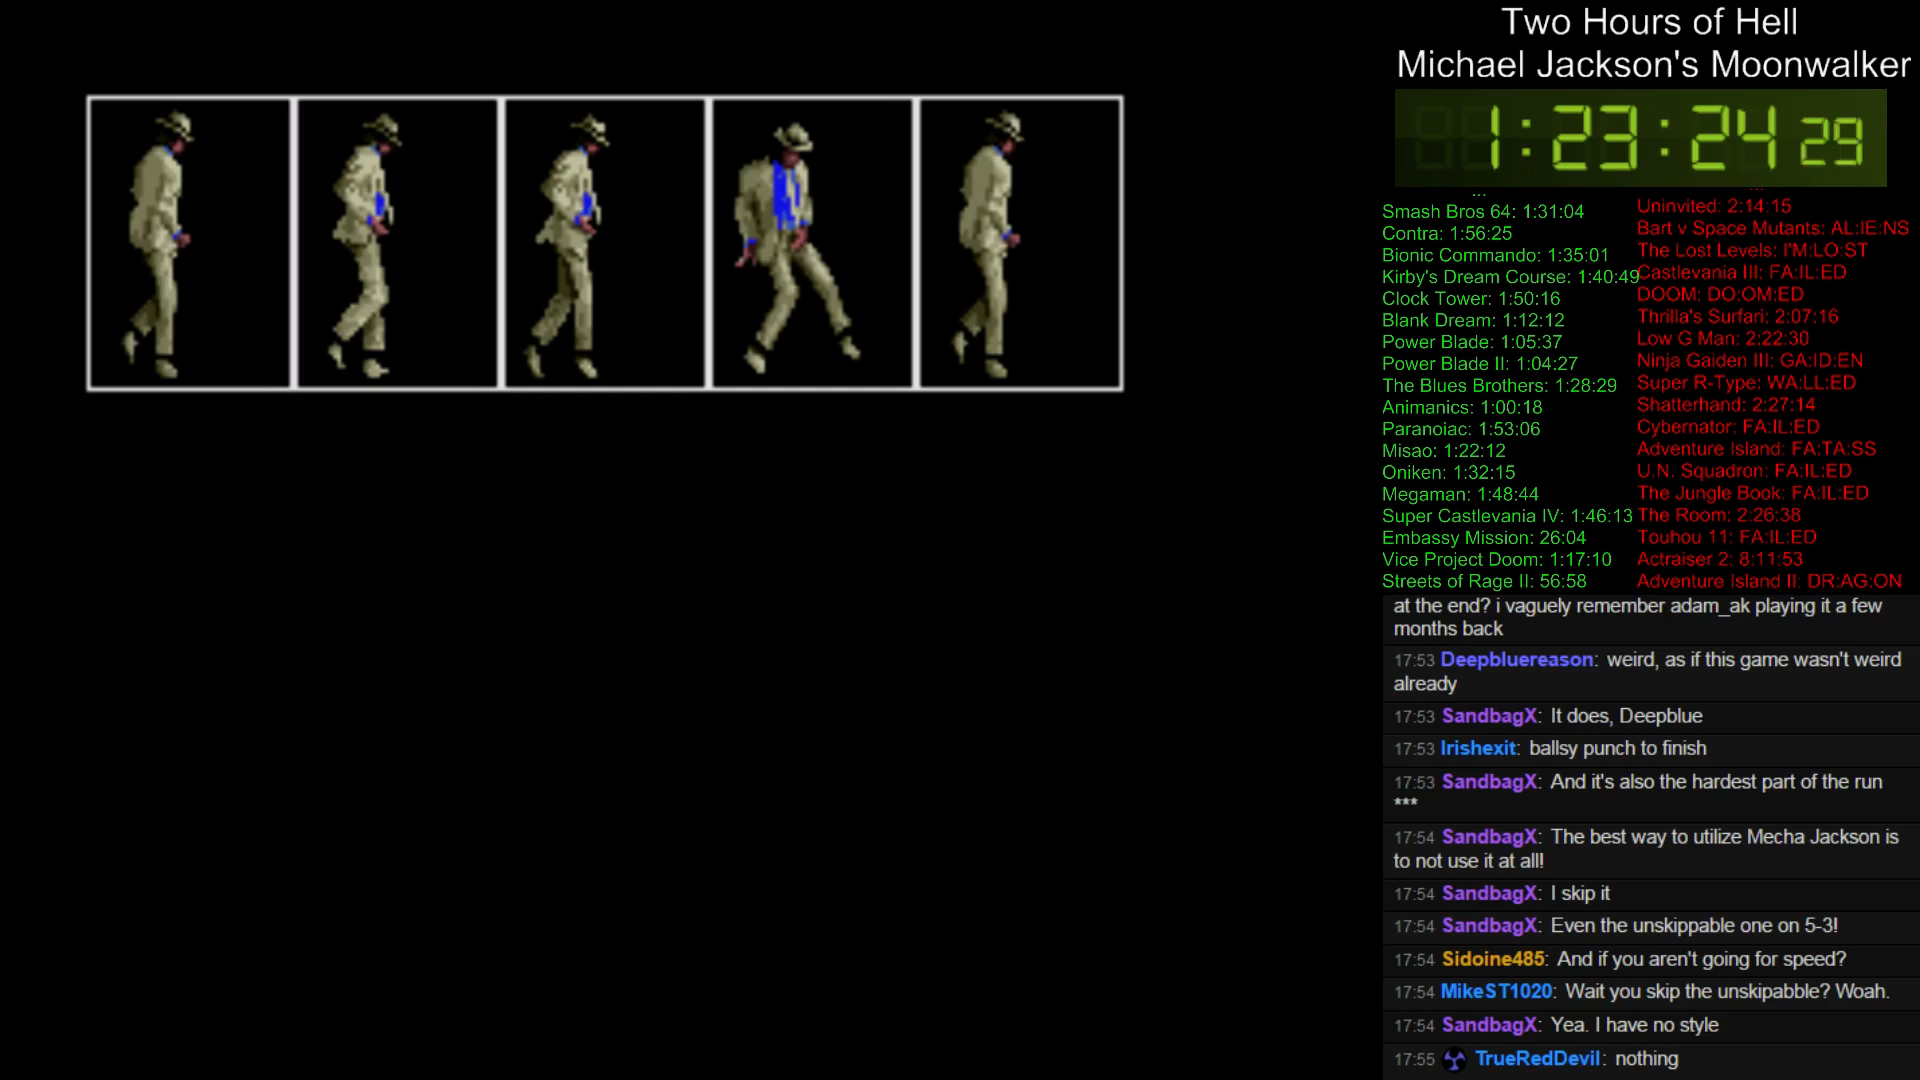 Two Hours of Hell
Michael Jackson's Moonwalker
1:23:24 29
...
Smash Bros 64: 1:31:04
Contra: 1:56:25
Bionic Commando: 1:35:01
Kirby's Dream Course: 1:40:49
Clock Tower: 1:50:16
Blank Dream: 1:12:12
Power Blade: 1:05:37
Power Blade II: 1:04:27
The Blues Brothers: 1:28:29
Animanics: 1:00:18
Paranoiac: 1:53:06
Misao: 1:22:12
Oniken: 1:32:15
Megaman: 1:48:44
Super Castlevania IV: 1:46:13
Embassy Mission: 26:04
Vice Project Doom: 1:17:10
Streets of Rage II: 56:58
...
Uninvited: 2:14:15
Bart v Space Mutants: AL:IE:NS
The Lost Levels: I'M:LO:ST
Castlevania III: FA:IL:ED
DOOM: DO:OM:ED
Thrilla's Surfari: 2:07:16
Low G Man: 2:22:30
Ninja Gaiden III: GA:ID:EN
Super R-Type: WA:LL:ED
Shatterhand: 2:27:14
Cybernator: FA:IL:ED
Adventure Island: FA:TA:SS
U.N. Squadron: FA:IL:ED
The Jungle Book: FA:IL:ED
The Room: 2:26:38
Touhou 11: FA:IL:ED
Actraiser 2: 8:11:53
Adventure Island II: DR:AG:ON
at the end? i vaguely remember adam_ak playing it a few
months back
17:53 Deepbluereason: weird, as if this game wasn't weird
already
17:53 SandbagX: It does, Deepblue
17:53 Irishexit: ballsy punch to finish
17:53 SandbagX: And it's also the hardest part of the run
***
17:54 SandbagX: The best way to utilize Mecha Jackson is
to not use it at all!
17:54 SandbagX: I skip it
17:54 SandbagX: Even the unskippable one on 5-3!
17:54 Sidoine485: And if you aren't going for speed?
17:54 MikeST1020: Wait you skip the unskipabble? Woah.
17:54 SandbagX: Yea. I have no style
17:55 TrueRedDevil: nothing